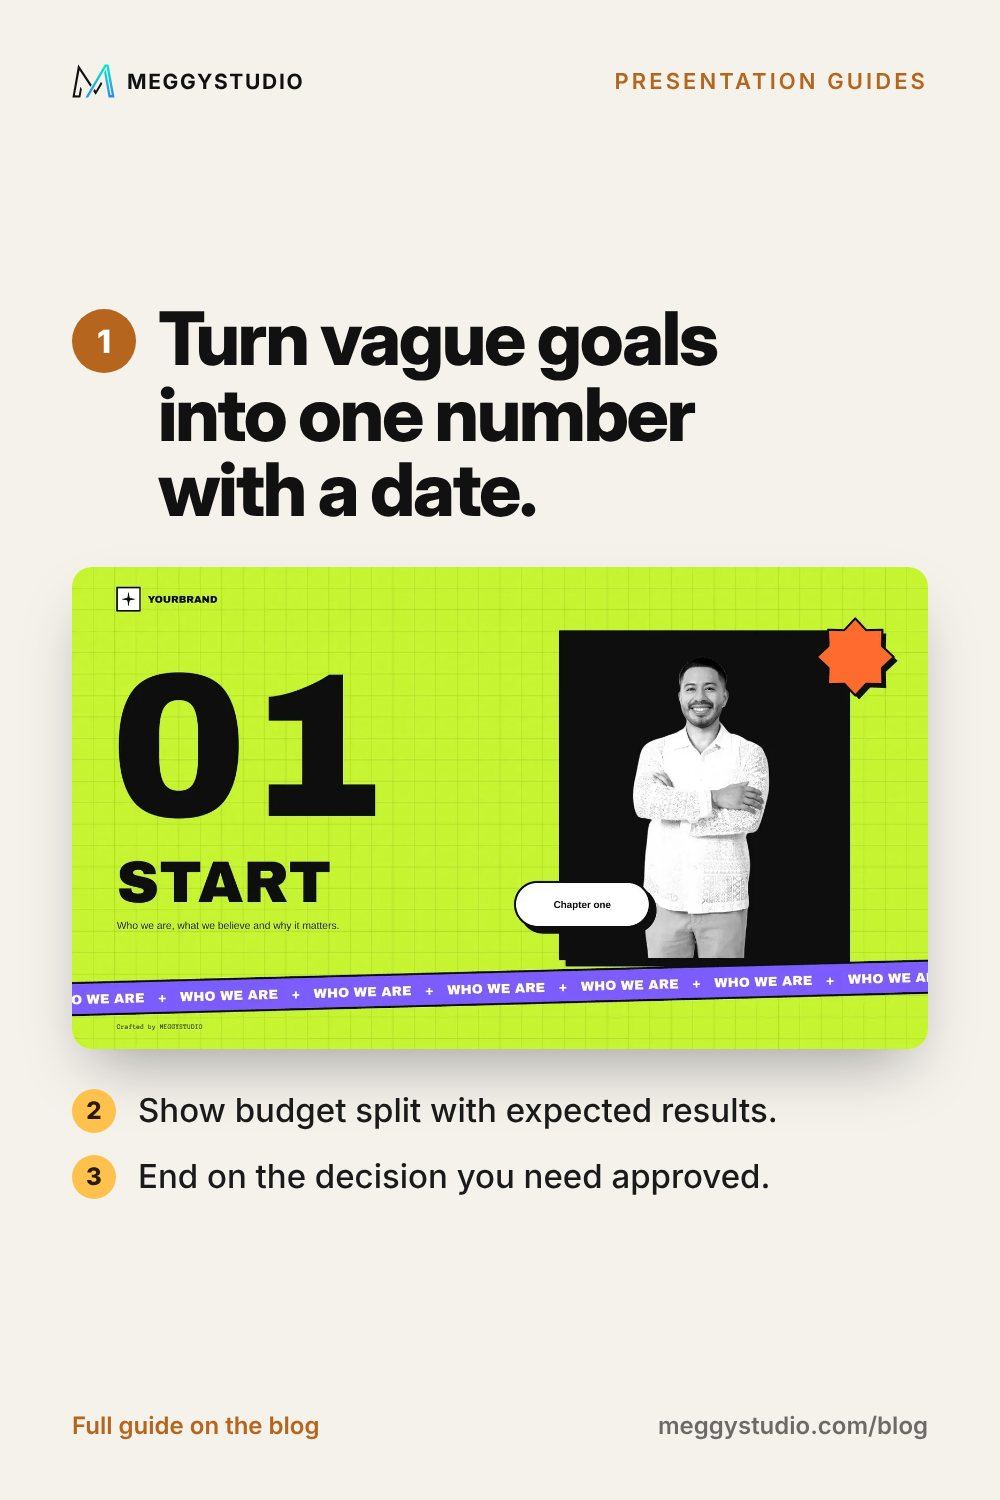 MEGGYSTUDIO
PRESENTATION GUIDES
1
Turn vague goals
into one number
with a date.
YOURBRAND
01
START
Who we are, what we believe and why it matters.
Chapter one
O WE ARE + WHO WE ARE + WHO WE ARE + WHO WE ARE + WHO WE ARE + WHO WE ARE + WHO WE A
Crafted by MEGGYSTUDIO
2 Show budget split with expected results.
3 End on the decision you need approved.
Full guide on the blog
meggystudio.com/blog